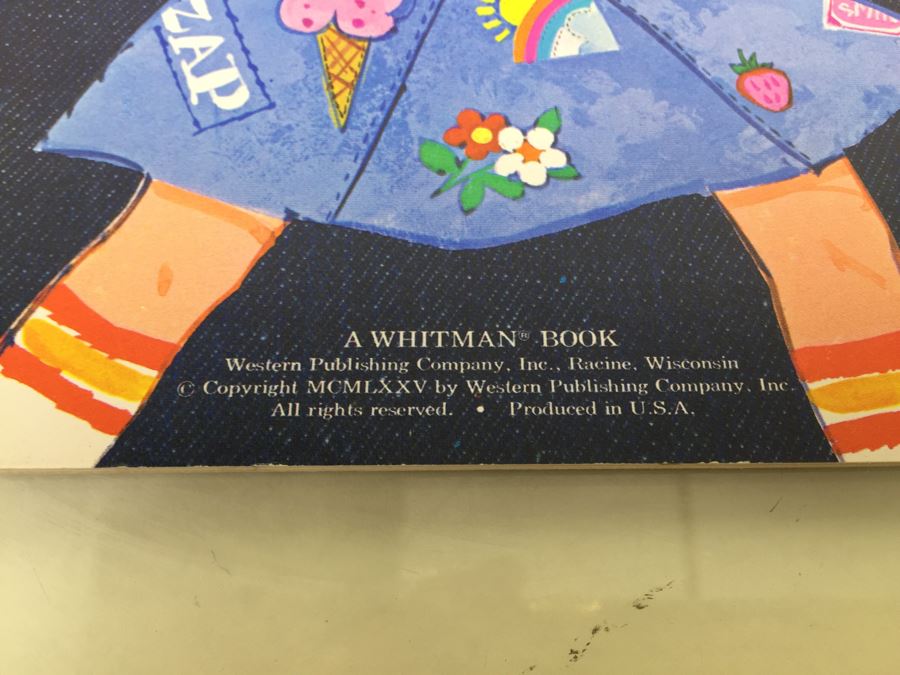 ZAP
A WHITMAN® BOOK
Western Publishing Company, Inc., Racine, Wisconsin
© Copyright MCMLXXV by Western Publishing Company, Inc.
All rights reserved. • Produced in U.S.A.